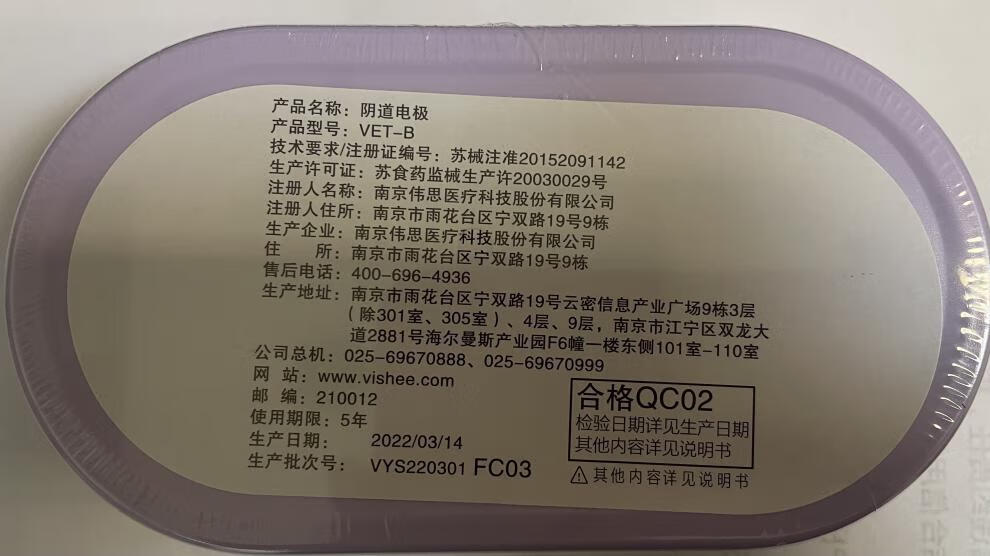 产品名称：阴道电极
产品型号：VET-B
技术要求/注册证编号：苏械注准20152091142
生产许可证：苏食药监械生产许20030029号
注册人名称：南京伟思医疗科技股份有限公司
注册人住所：南京市雨花台区宁双路19号9栋
生产企业：南京伟思医疗科技股份有限公司
住 所：南京市雨花台区宁双路19号9栋
售后电话：400-696-4936
生产地址：南京市雨花台区宁双路19号云密信息产业广场9栋3层
（除301室、305室）、4层、9层，南京市江宁区双龙大
道2881号海尔曼斯产业园F6幢一楼东侧101室-110室
公司总机：025-69670888、025-69670999
网 站：www.vishee.com
邮 编：210012
使用期限：5年
生产日期： 2022/03/14
生产批次号： VYS220301 FC03
合格QC02
检验日期详见生产日期
其他内容详见说明书
⚠其他内容详见说明书